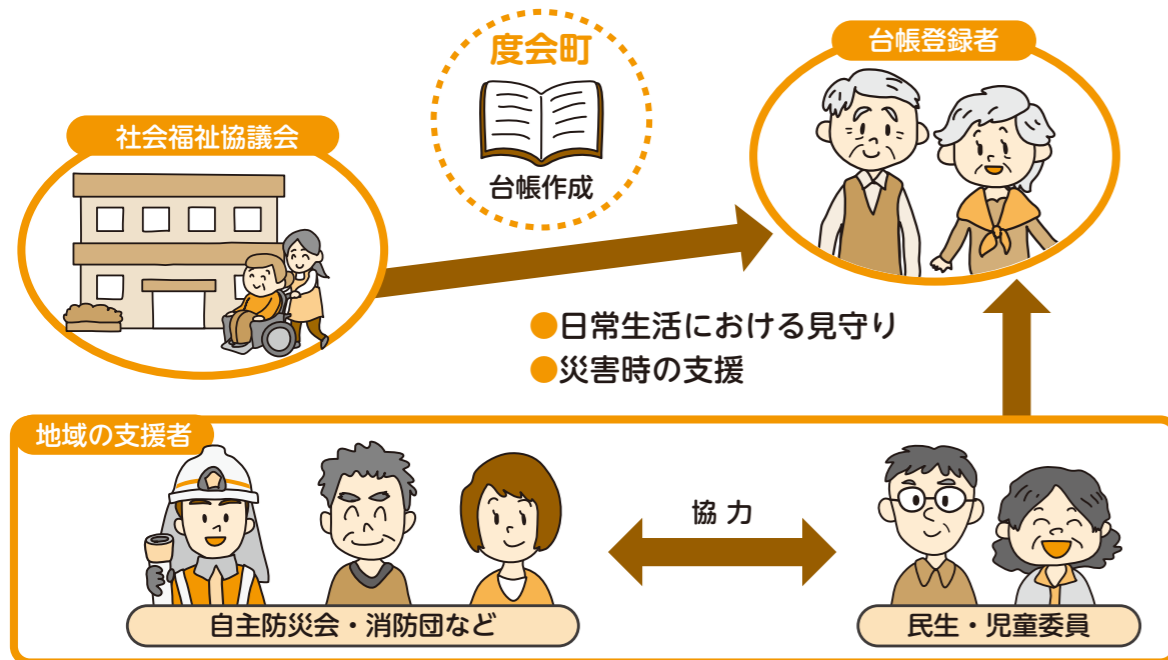 度会町
台帳作成
台帳登録者
社会福祉協議会
●日常生活における見守り
●災害時の支援
地域の支援者
協 力
自主防災会・消防団など
民生・児童委員